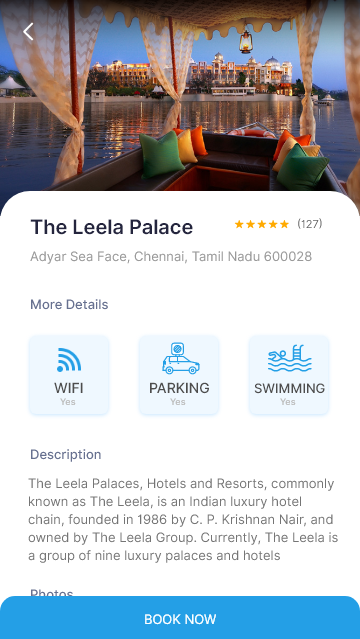 The Leela Palace
★★★★★ (127)
Adyar Sea Face, Chennai, Tamil Nadu 600028
More Details
WIFI
Yes
PARKING
Yes
SWIMMING
Yes
Description
The Leela Palaces, Hotels and Resorts, commonly
known as The Leela, is an Indian luxury hotel
chain, founded in 1986 by C. P. Krishnan Nair, and
owned by The Leela Group. Currently, The Leela is
a group of nine luxury palaces and hotels
Photos
BOOK NOW